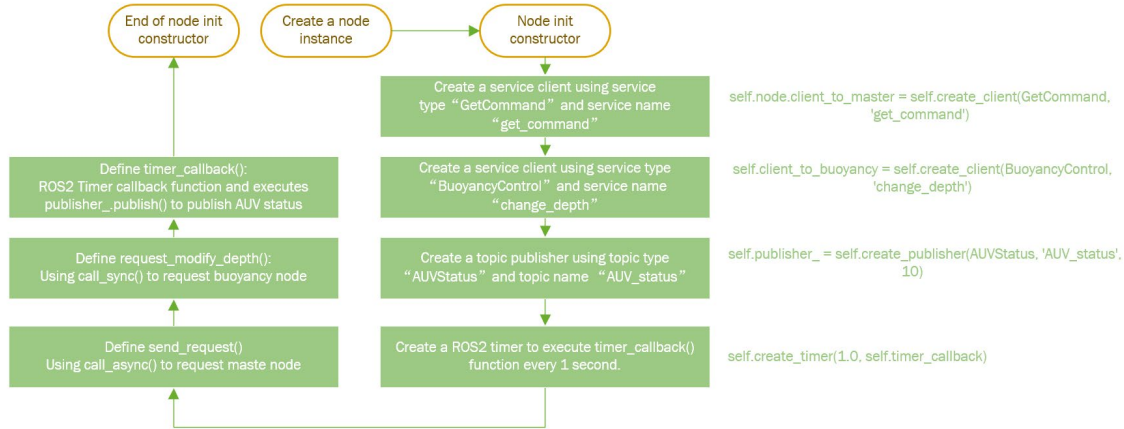 End of node init
constructor
Create a node
instance
Node init
constructor
Create a service client using service
type “GetCommand” and service name
“get_command”
self.node.client_to_master = self.create_client(GetCommand,
'get_command')
Define timer_callback():
ROS2 Timer callback function and executes
publisher_.publish() to publish AUV status
Create a service client using service type
“BuoyancyControl” and service name
“change_depth”
self.client_to_buoyancy = self.create_client(BuoyancyControl,
'change_depth')
Define request_modify_depth():
Using call_sync() to request buoyancy node
Create a topic publisher using topic type
“AUVStatus” and topic name “AUV_status”
self.publisher_ = self.create_publisher(AUVStatus, 'AUV_status',
10)
Define send_request()
Using call_async() to request maste node
Create a ROS2 timer to execute timer_callback()
function every 1 second.
self.create_timer(1.0, self.timer_callback)